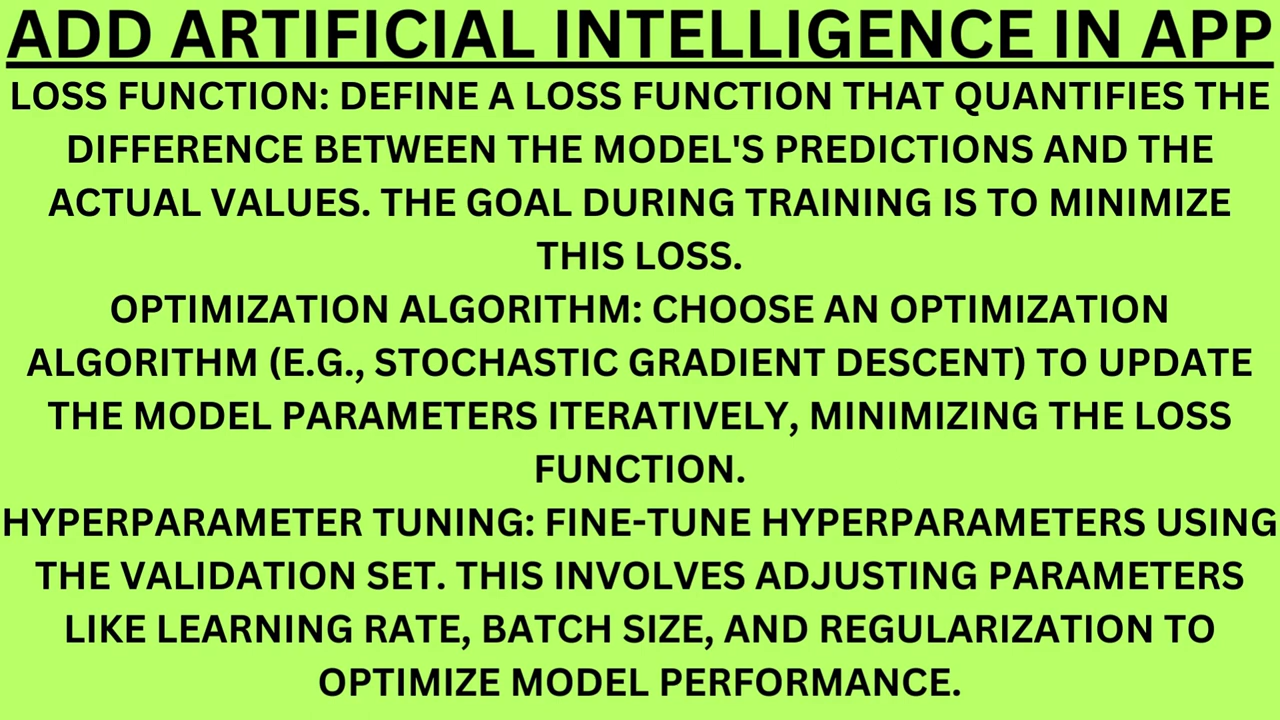 ADD ARTIFICIAL INTELLIGENCE IN APP
LOSS FUNCTION: DEFINE A LOSS FUNCTION THAT QUANTIFIES THE
DIFFERENCE BETWEEN THE MODEL'S PREDICTIONS AND THE
ACTUAL VALUES. THE GOAL DURING TRAINING IS TO MINIMIZE
THIS LOSS.
OPTIMIZATION ALGORITHM: CHOOSE AN OPTIMIZATION
ALGORITHM (E.G., STOCHASTIC GRADIENT DESCENT) TO UPDATE
THE MODEL PARAMETERS ITERATIVELY, MINIMIZING THE LOSS
FUNCTION.
HYPERPARAMETER TUNING: FINE-TUNE HYPERPARAMETERS USING
THE VALIDATION SET. THIS INVOLVES ADJUSTING PARAMETERS
LIKE LEARNING RATE, BATCH SIZE, AND REGULARIZATION TO
OPTIMIZE MODEL PERFORMANCE.